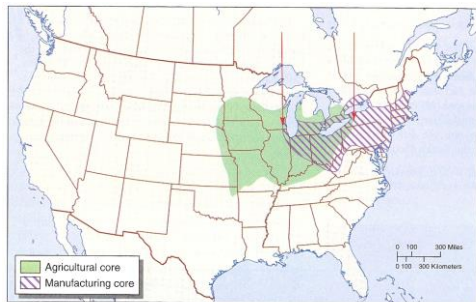 0 100 300 Miles
0 100 300 Kilometers
Agricultural core
Manufacturing core